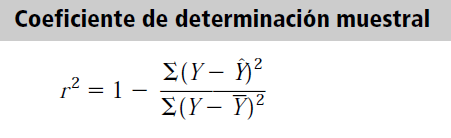 Coeficiente de determinación muestral
r² = 1 − Σ(Y − Ŷ)² / Σ(Y − Y̅)²